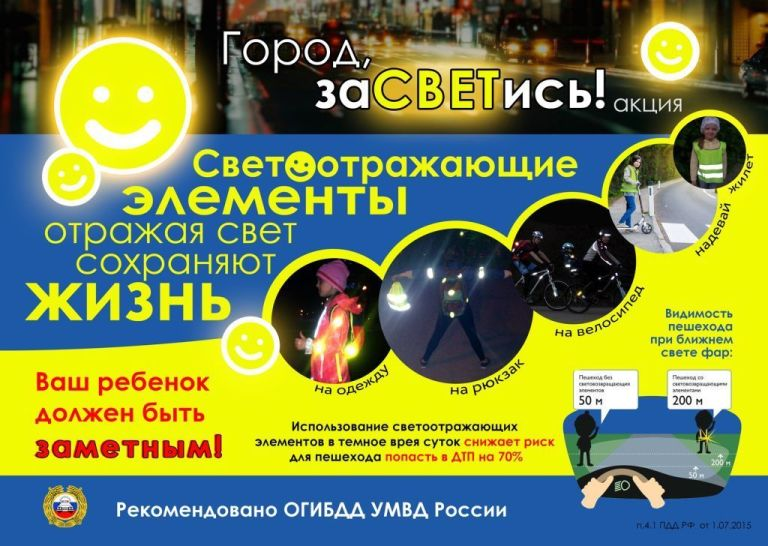 Город,
заСВЕТись! акция
Светоотражающие
элементы
отражая свет
сохраняют
жизнь
на одежду
на рюкзак
на велосипед
надевай жилет
Ваш ребенок
должен быть
заметным!
Использование светоотражающих
элементов в темное врея суток снижает риск
для пешехода попасть в ДТП на 70%
Видимость
пешехода
при ближнем
свете фар:
Пешеход без
световозвращающих
элементов
50 м
Пешеход со
световозвращающими
элементами
200 м
50 м
200 м
Рекомендовано ОГИБДД УМВД России
п.4.1 ПДД РФ от 1.07.2015